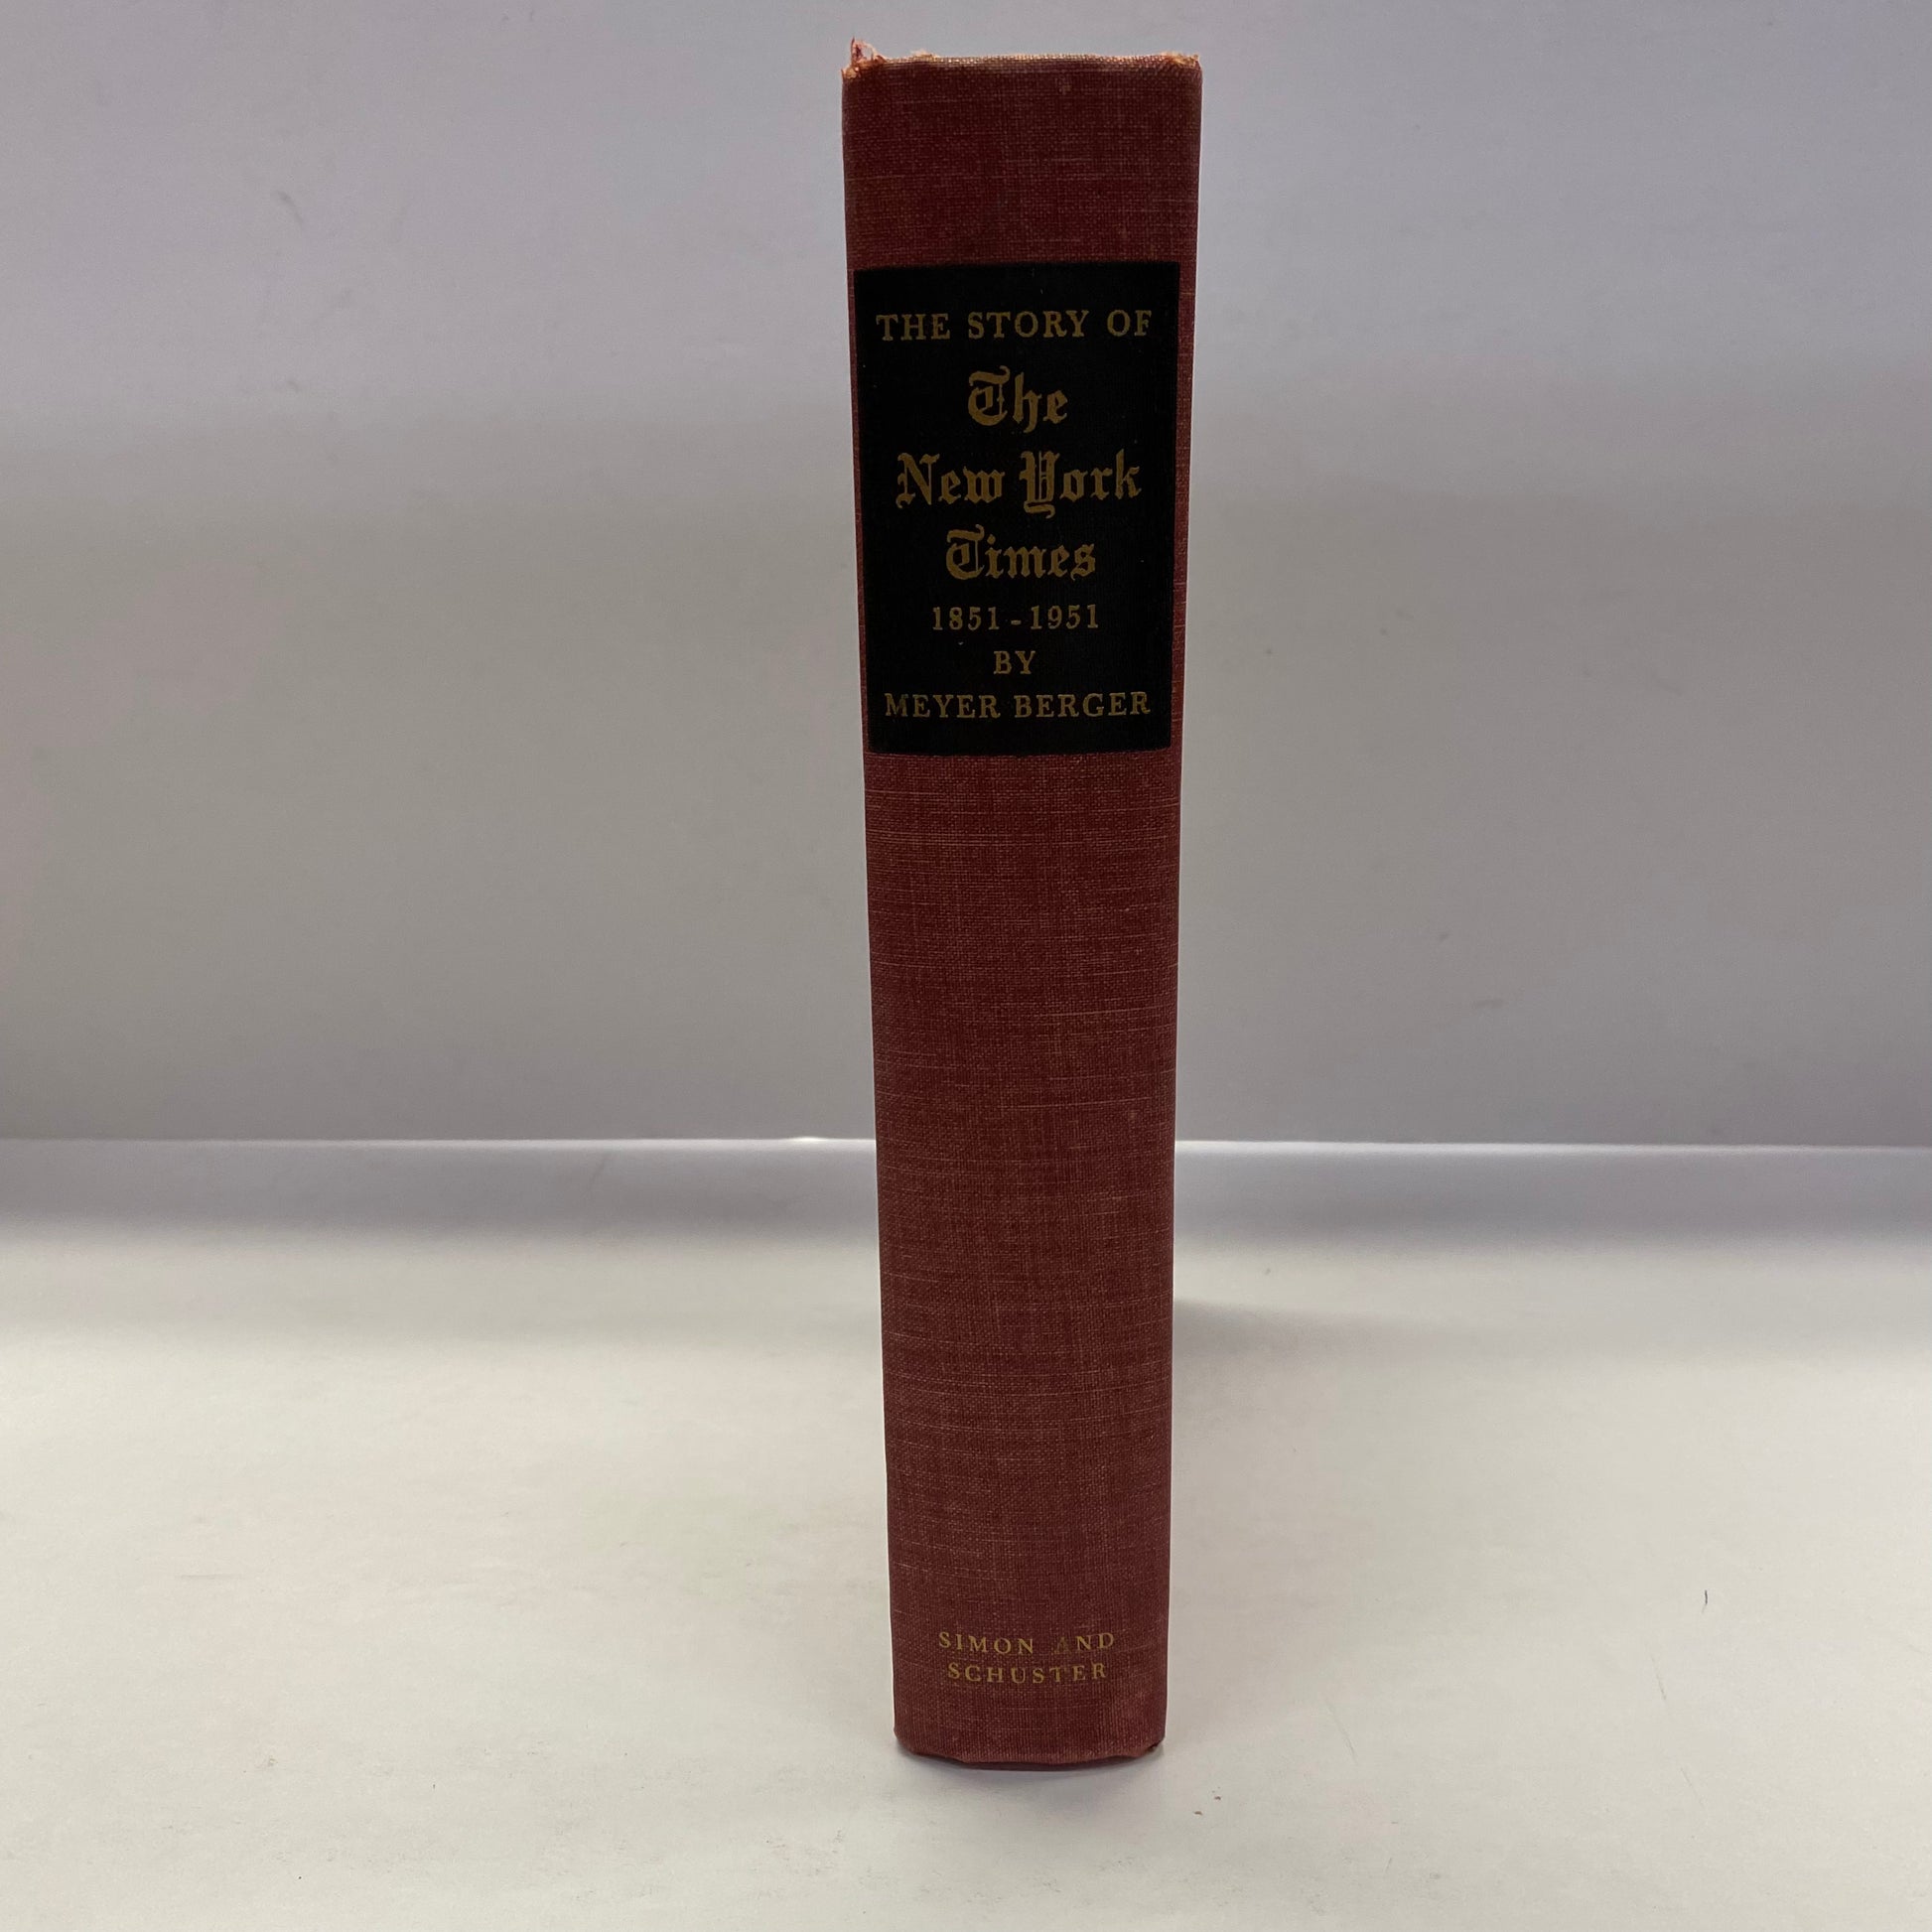 THE STORY OF
The
New York
Times
1851-1951
BY
MEYER BERGER
SIMON AND
SCHUSTER